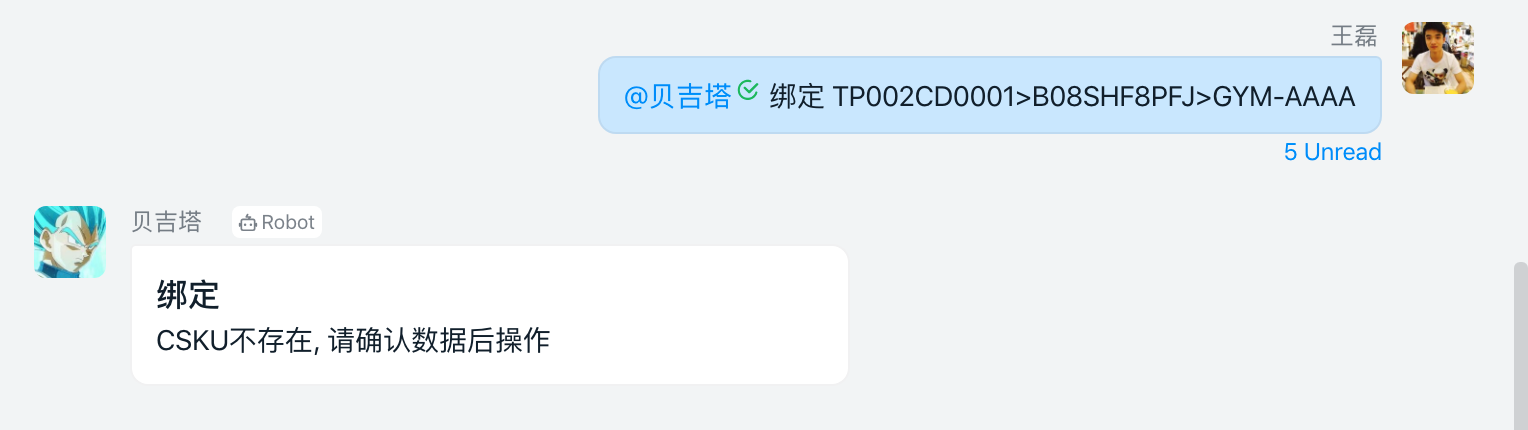 王磊
@贝吉塔 绑定 TP002CD0001>B08SHF8PFJ>GYM-AAAA
5 Unread
贝吉塔 Robot
绑定
CSKU不存在, 请确认数据后操作